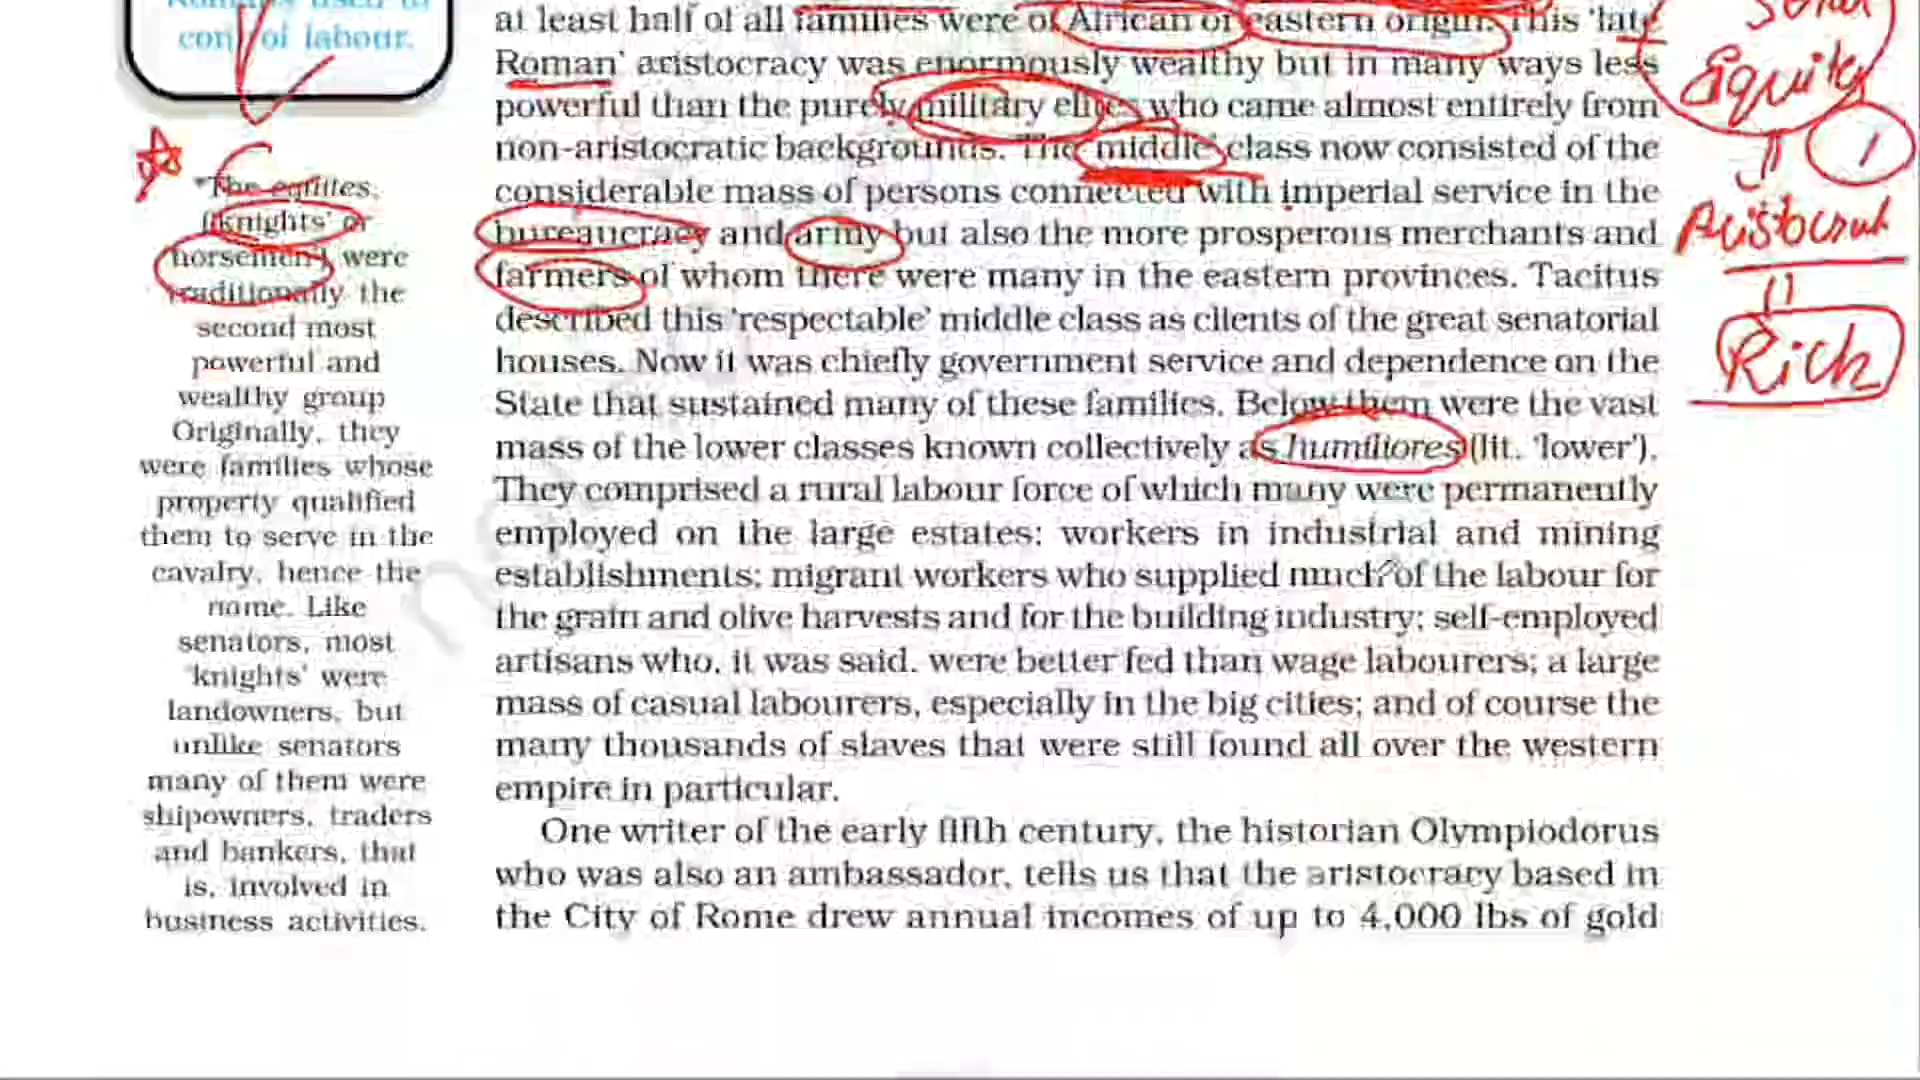 con of labour.
*The equites,
('knights' or
horsemen) were
traditionally the
second most
powerful and
wealthy group
Originally, they
were families whose
property qualified
them to serve in the
cavalry, hence the
name. Like
senators, most
'knights' were
landowners, but
unlike senators
many of them were
shipowners, traders
and bankers, that
is, involved in
business activities.
at least half of all families were of African or eastern origin. This 'late
Roman' aristocracy was enormously wealthy but in many ways less
powerful than the purely military elites who came almost entirely from
non-aristocratic backgrounds. The middle class now consisted of the
considerable mass of persons connected with imperial service in the
bureaucracy and army but also the more prosperous merchants and
farmers of whom there were many in the eastern provinces. Tacitus
described this 'respectable' middle class as clients of the great senatorial
houses. Now it was chiefly government service and dependence on the
State that sustained many of these families. Below them were the vast
mass of the lower classes known collectively as humiliores (lit. 'lower').
They comprised a rural labour force of which many were permanently
employed on the large estates; workers in industrial and mining
establishments; migrant workers who supplied much of the labour for
the grain and olive harvests and for the building industry; self-employed
artisans who, it was said, were better fed than wage labourers; a large
mass of casual labourers, especially in the big cities; and of course the
many thousands of slaves that were still found all over the western
empire in particular.
One writer of the early fifth century, the historian Olympiodorus
who was also an ambassador, tells us that the aristocracy based in
the City of Rome drew annual incomes of up to 4,000 lbs of gold
1
Rich